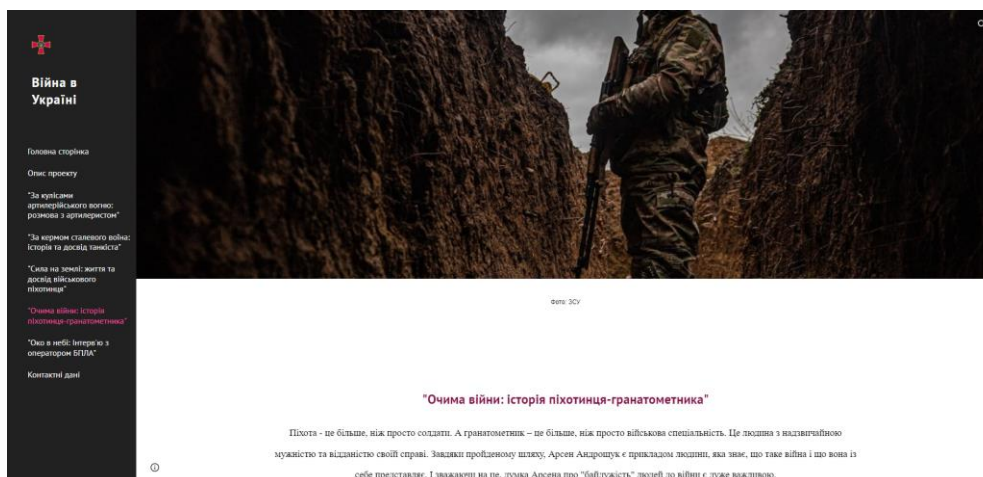 Війна в
Україні
Головна сторінка
Опис проекту
"За кулісами
артилерійського вогню:
розмова з артилеристом"
"За кермом сталевого воїна:
історія та досвід танкіста"
"Сила на землі: життя та
досвід військового
піхотинця"
"Очима війни: історія
піхотинця-гранатометника"
"Око в небі: Інтерв'ю з
оператором БПЛА"
Контактні дані
Фото: ЗСУ
"Очима війни: історія піхотинця-гранатометника"
Піхота - це більше, ніж просто солдати. А гранатометник – це більше, ніж просто військова спеціальність. Це людина з надзвичайною
мужністю та відданістю своїй справі. Завдяки пройденому шляху, Арсен Андрощук є прикладом людини, яка знає, що таке війна і що вона із
себе представляє. І зважаючи на це, думка Арсена про "байдужість" людей до війни є дуже важливою.